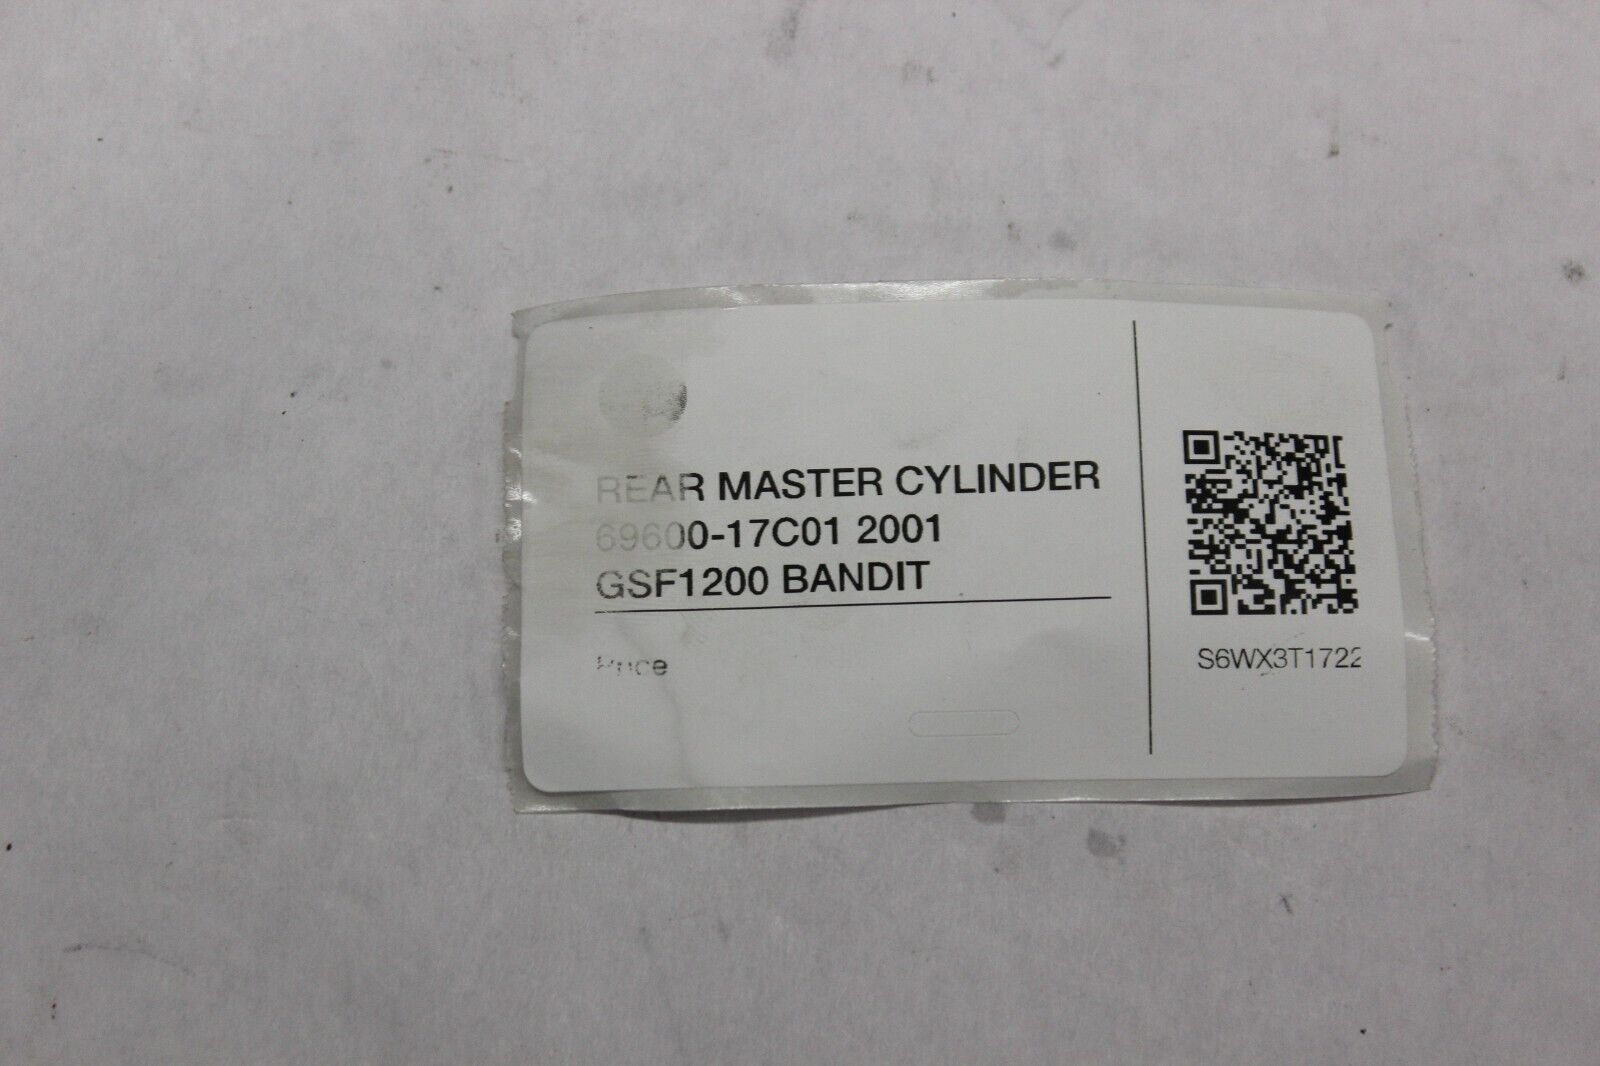 REAR MASTER CYLINDER
69600-17C01 2001
GSF1200 BANDIT
Price
S6WX3T1722